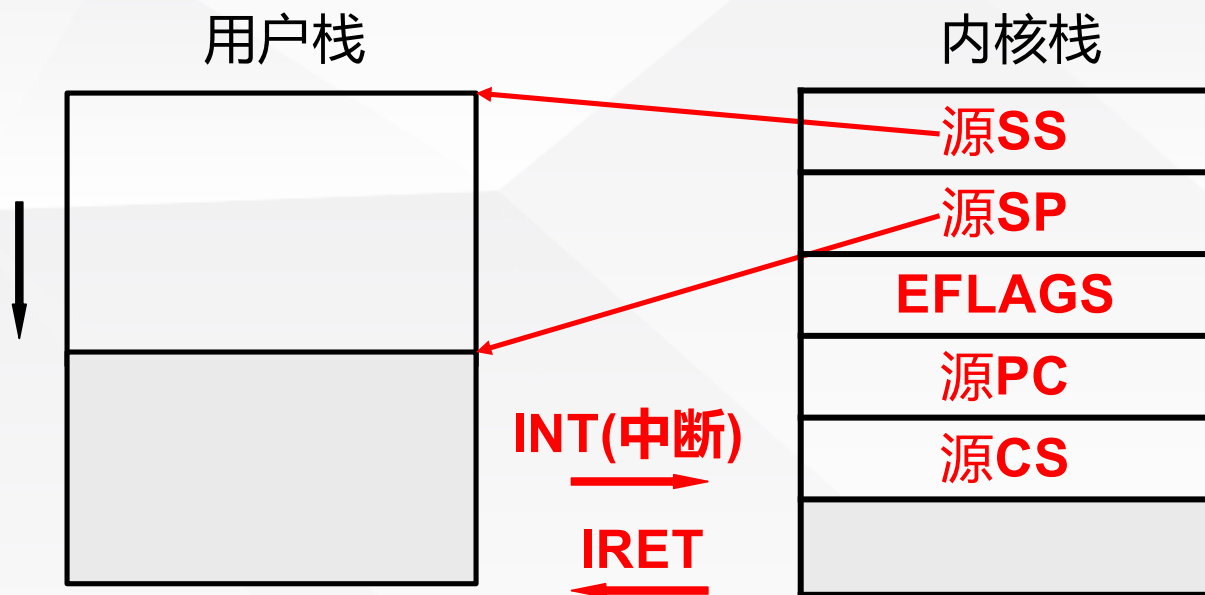 用户栈
内核栈
源SS
源SP
EFLAGS
源PC
INT(中断)
源CS
IRET